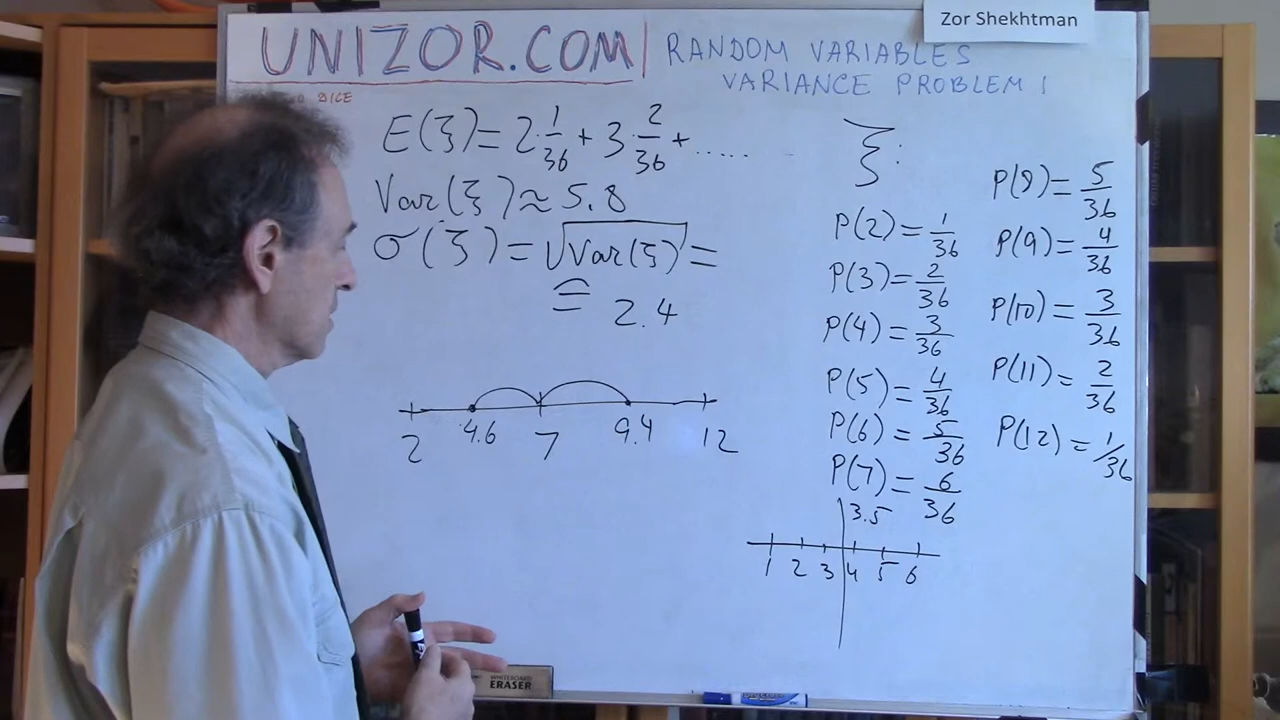 Zor Shekhtman
UNIZOR.COM
RANDOM VARIABLES
VARIANCE PROBLEM 1
DICE
E(ξ) = 2·1/36 + 3·2/36 + .....
Var(ξ) ≈ 5.8
σ(ξ) = √Var(ξ) =
≅ 2.4
2 4.6 7 9.4 12
ξ:
P(2) = 1/36
P(3) = 2/36
P(4) = 3/36
P(5) = 4/36
P(6) = 5/36
P(7) = 6/36
P(8) = 5/36
P(9) = 4/36
P(10) = 3/36
P(11) = 2/36
P(12) = 1/36
3.5
1 2 3 4 5 6
WHITEBOARD
ERASER